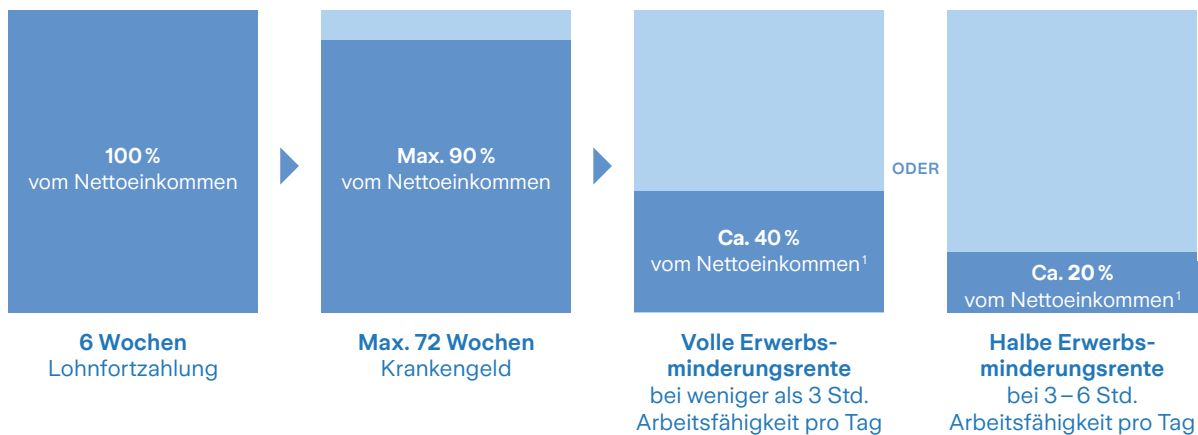 100 %
vom Nettoeinkommen
6 Wochen
Lohnfortzahlung
Max. 90 %
vom Nettoeinkommen
Max. 72 Wochen
Krankengeld
Ca. 40 %
vom Nettoeinkommen¹
Volle Erwerbs-
minderungsrente
bei weniger als 3 Std.
Arbeitsfähigkeit pro Tag
ODER
Ca. 20 %
vom Nettoeinkommen¹
Halbe Erwerbs-
minderungsrente
bei 3 – 6 Std.
Arbeitsfähigkeit pro Tag